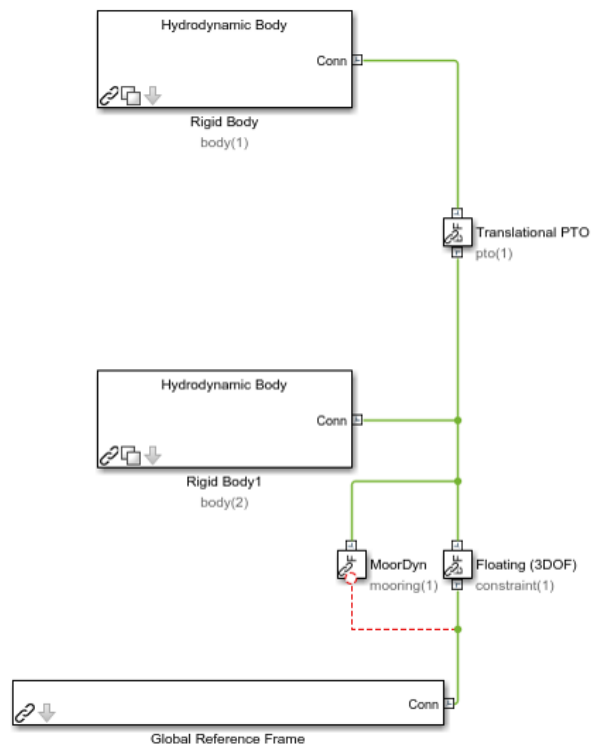 Hydrodynamic Body
Conn
Rigid Body
body(1)
Translational PTO
pto(1)
Hydrodynamic Body
Conn
Rigid Body1
body(2)
MoorDyn
mooring(1)
Floating (3DOF)
constraint(1)
Conn
Global Reference Frame